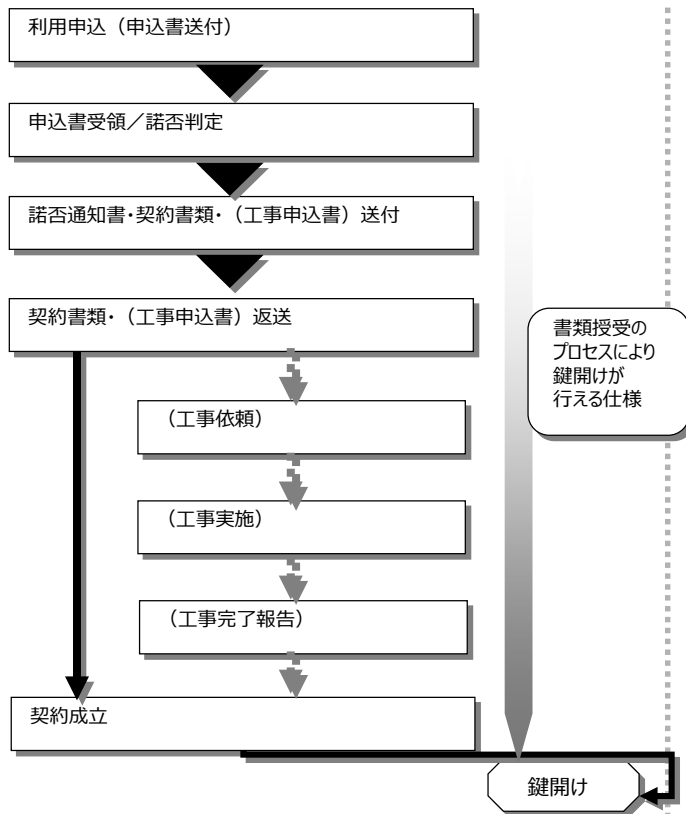 利用申込（申込書送付）
申込書受領／諾否判定
諾否通知書・契約書類・（工事申込書）送付
契約書類・（工事申込書）返送
書類授受の
プロセスにより
鍵開けが
行える仕様
（工事依頼）
（工事実施）
（工事完了報告）
契約成立
鍵開け